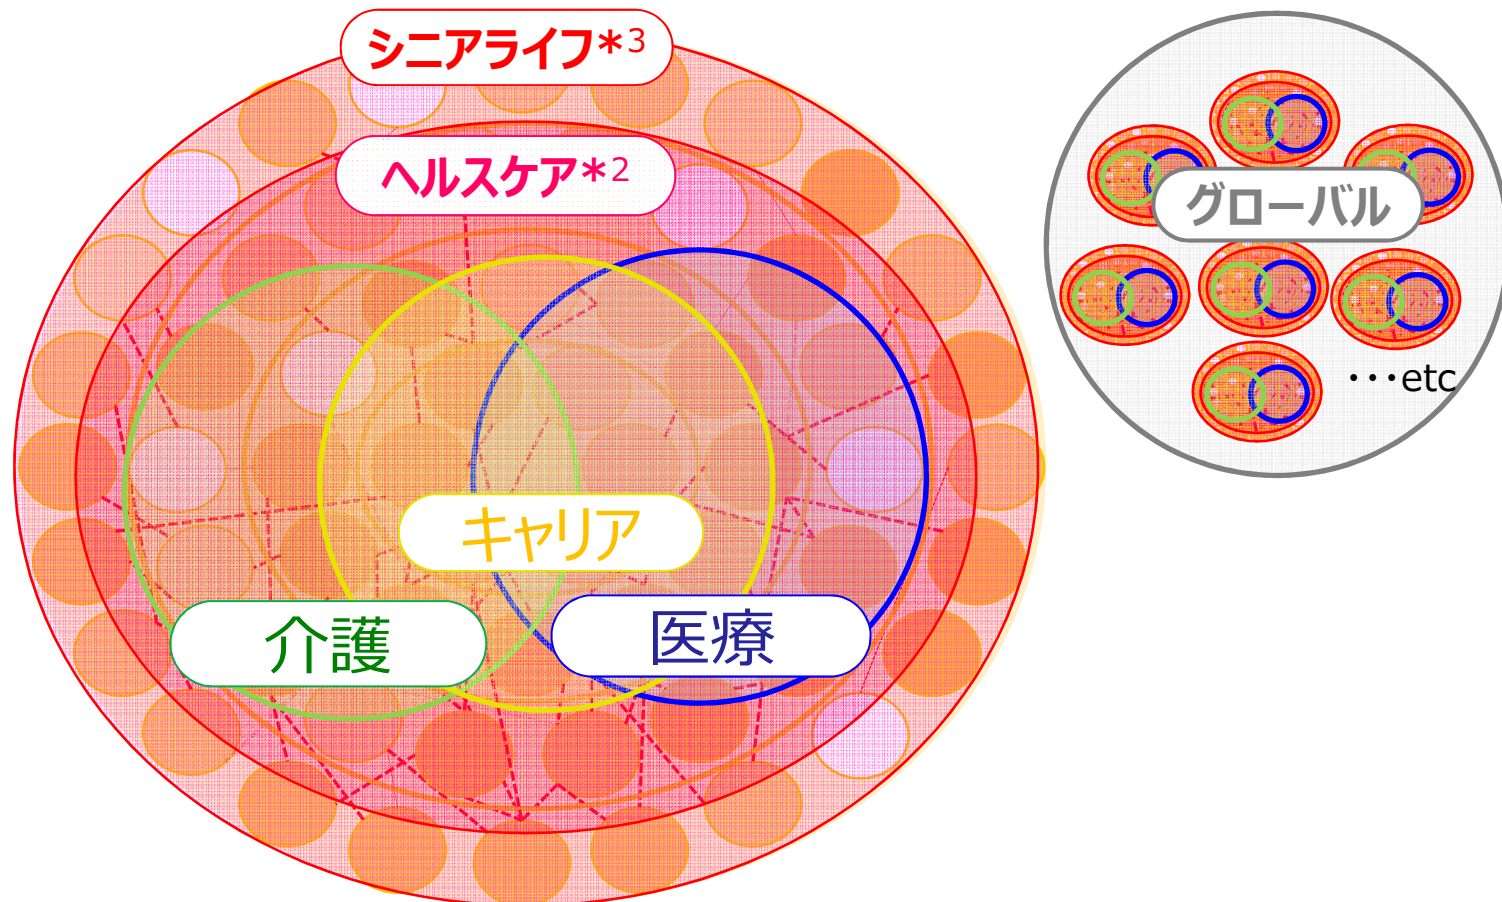 シニアライフ*3
ヘルスケア*2
グローバル
･･･etc
キャリア
介護
医療